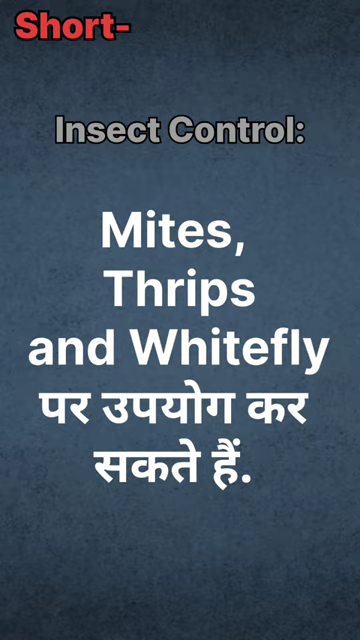 Short-
Insect Control:
Mites,
Thrips
and Whitefly
पर उपयोग कर
सकते हैं.